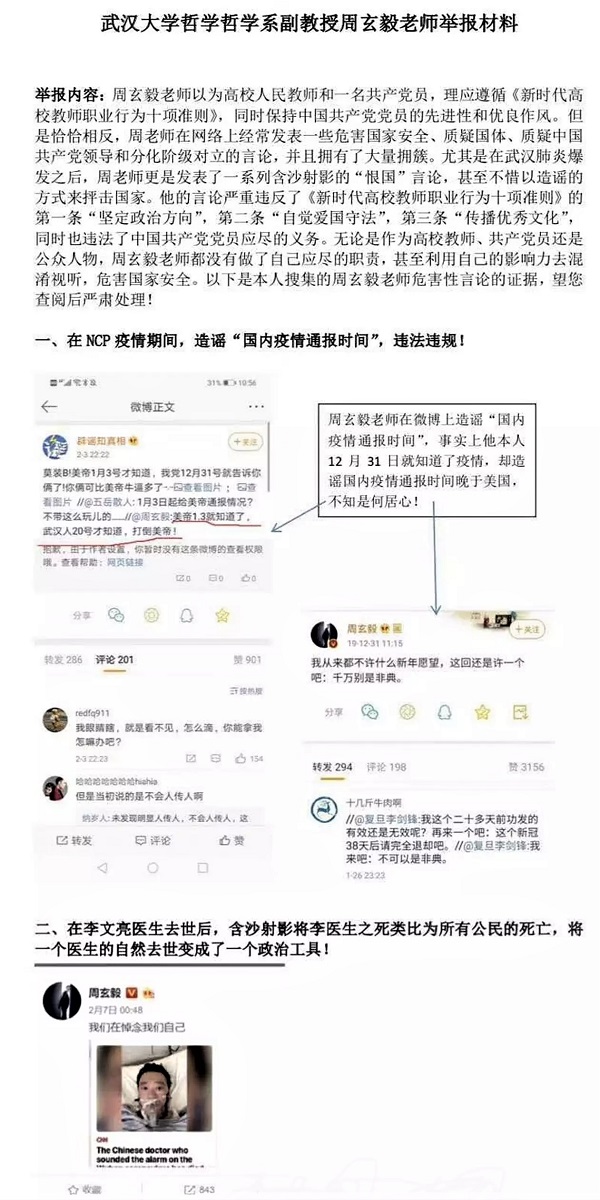 武汉大学哲学哲学系副教授周玄毅老师举报材料
举报内容：周玄毅老师以为高校人民教师和一名共产党员，理应遵循《新时代高
校教师职业行为十项准则》，同时保持中国共产党党员的先进性和优良作风。但
是恰恰相反，周老师在网络上经常发表一些危害国家安全、质疑国体、质疑中国
共产党领导和分化阶级对立的言论，并且拥有了大量拥簇。尤其是在武汉肺炎爆
发之后，周老师更是发表了一系列含沙射影的“恨国”言论，甚至不惜以造谣的
方式来抨击国家。他的言论严重违反了《新时代高校教师职业行为十项准则》的
第一条“坚定政治方向”，第二条“自觉爱国守法”，第三条“传播优秀文化”，
同时也违法了中国共产党党员应尽的义务。无论是作为高校教师、共产党员还是
公众人物，周玄毅老师都没有做了自己应尽的职责，甚至利用自己的影响力去混
淆视听，危害国家安全。以下是本人搜集的周玄毅老师危害性言论的证据，望您
查阅后严肃处理！
一、在 NCP 疫情期间，造谣“国内疫情通报时间”，违法违规！
31% 10:56
微博正文
辟谣知真相
+关注
2-3 22:22
莫装B!美帝1月3号才知道，我党12月31号就告诉你
俩了!你俩可比美帝牛逼多了~~查看图片 ；查
看图片 //@五岳散人: 1月3日起给美帝通报情况？
不带这么玩儿的......//@周玄毅:美帝1.3就知道了，
武汉人20号才知道，打倒美帝！
抱歉，由于作者设置，你暂时没有这条微博的查看权限
哦。查看帮助：网页链接
0 0 0
分享
转发 286 评论 201 赞 901
按热度
redfq911
我眼睛瞎，就是看不见，怎么滴，你能拿我
怎嘛办吧？
2-3 22:23 154
哈哈哈哈哈哈哈hiahia
但是当初说的是不会人传人啊
纳岁人: 未发现明显人传人，不会人传人，这
转发 评论 赞
周玄毅老师在微博上造谣“国内
疫情通报时间”，事实上他本人
12 月 31 日就知道了疫情，却造
谣国内疫情通报时间晚于美国，
不知是何居心！
周玄毅
+关注
19-12-31 11:15
我从来都不许什么新年愿望，这回还是许一个
吧：千万别是非典。
分享
转发 294 评论 198 赞 3156
十几斤牛肉啊
//@复旦李剑锋:我这个二十多天前功发的
有效还是无效呢？再来一个吧：这个新冠
38天后请完全退却吧。//@复旦李剑锋:我
来吧：不可以是非典。
1-26 23:23
二、在李文亮医生去世后，含沙射影将李医生之死类比为所有公民的死亡，将
一个医生的自然去世变成了一个政治工具！
周玄毅
2月7日 00:48
我们在悼念我们自己
CNN
The Chinese doctor who
sounded the alarm on the
收藏 843